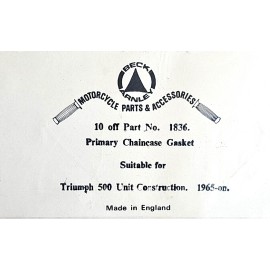 BECK
ARNLEY
MOTORCYCLE PARTS & ACCESSORIES
10 off Part No. 1836.
Primary Chaincase Gasket
Suitable for
Triumph 500 Unit Construction. 1965-on.
Made in England